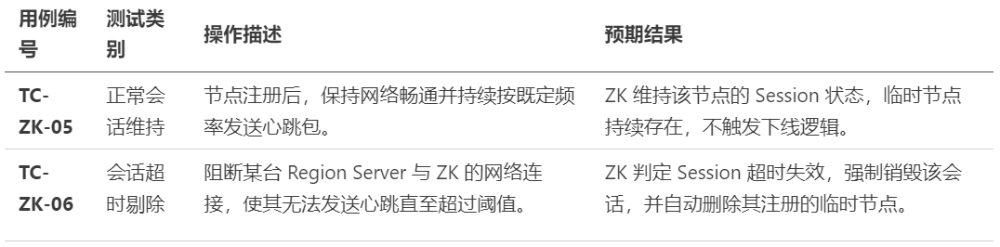 用例编 测试类 操作描述 预期结果
号 别
TC- 正常会 节点注册后，保持网络畅通并持续按既定频 ZK 维持该节点的 Session 状态，临时节点
ZK-05 话维持 率发送心跳包。 持续存在，不触发下线逻辑。
TC- 会话超 阻断某台 Region Server 与 ZK 的网络连 ZK 判定 Session 超时失效，强制销毁该会
ZK-06 时剔除 接，使其无法发送心跳直至超过阈值。 话，并自动删除其注册的临时节点。